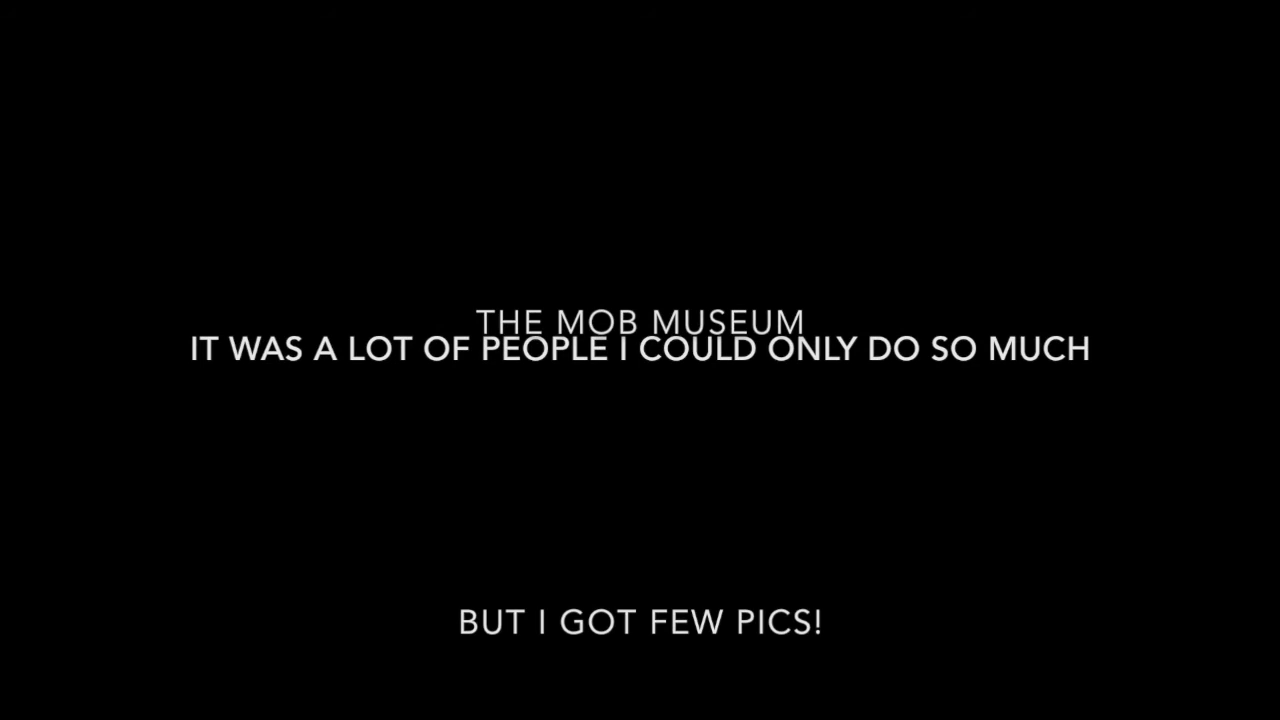 THE MOB MUSEUM
IT WAS A LOT OF PEOPLE I COULD ONLY DO SO MUCH
BUT I GOT FEW PICS!